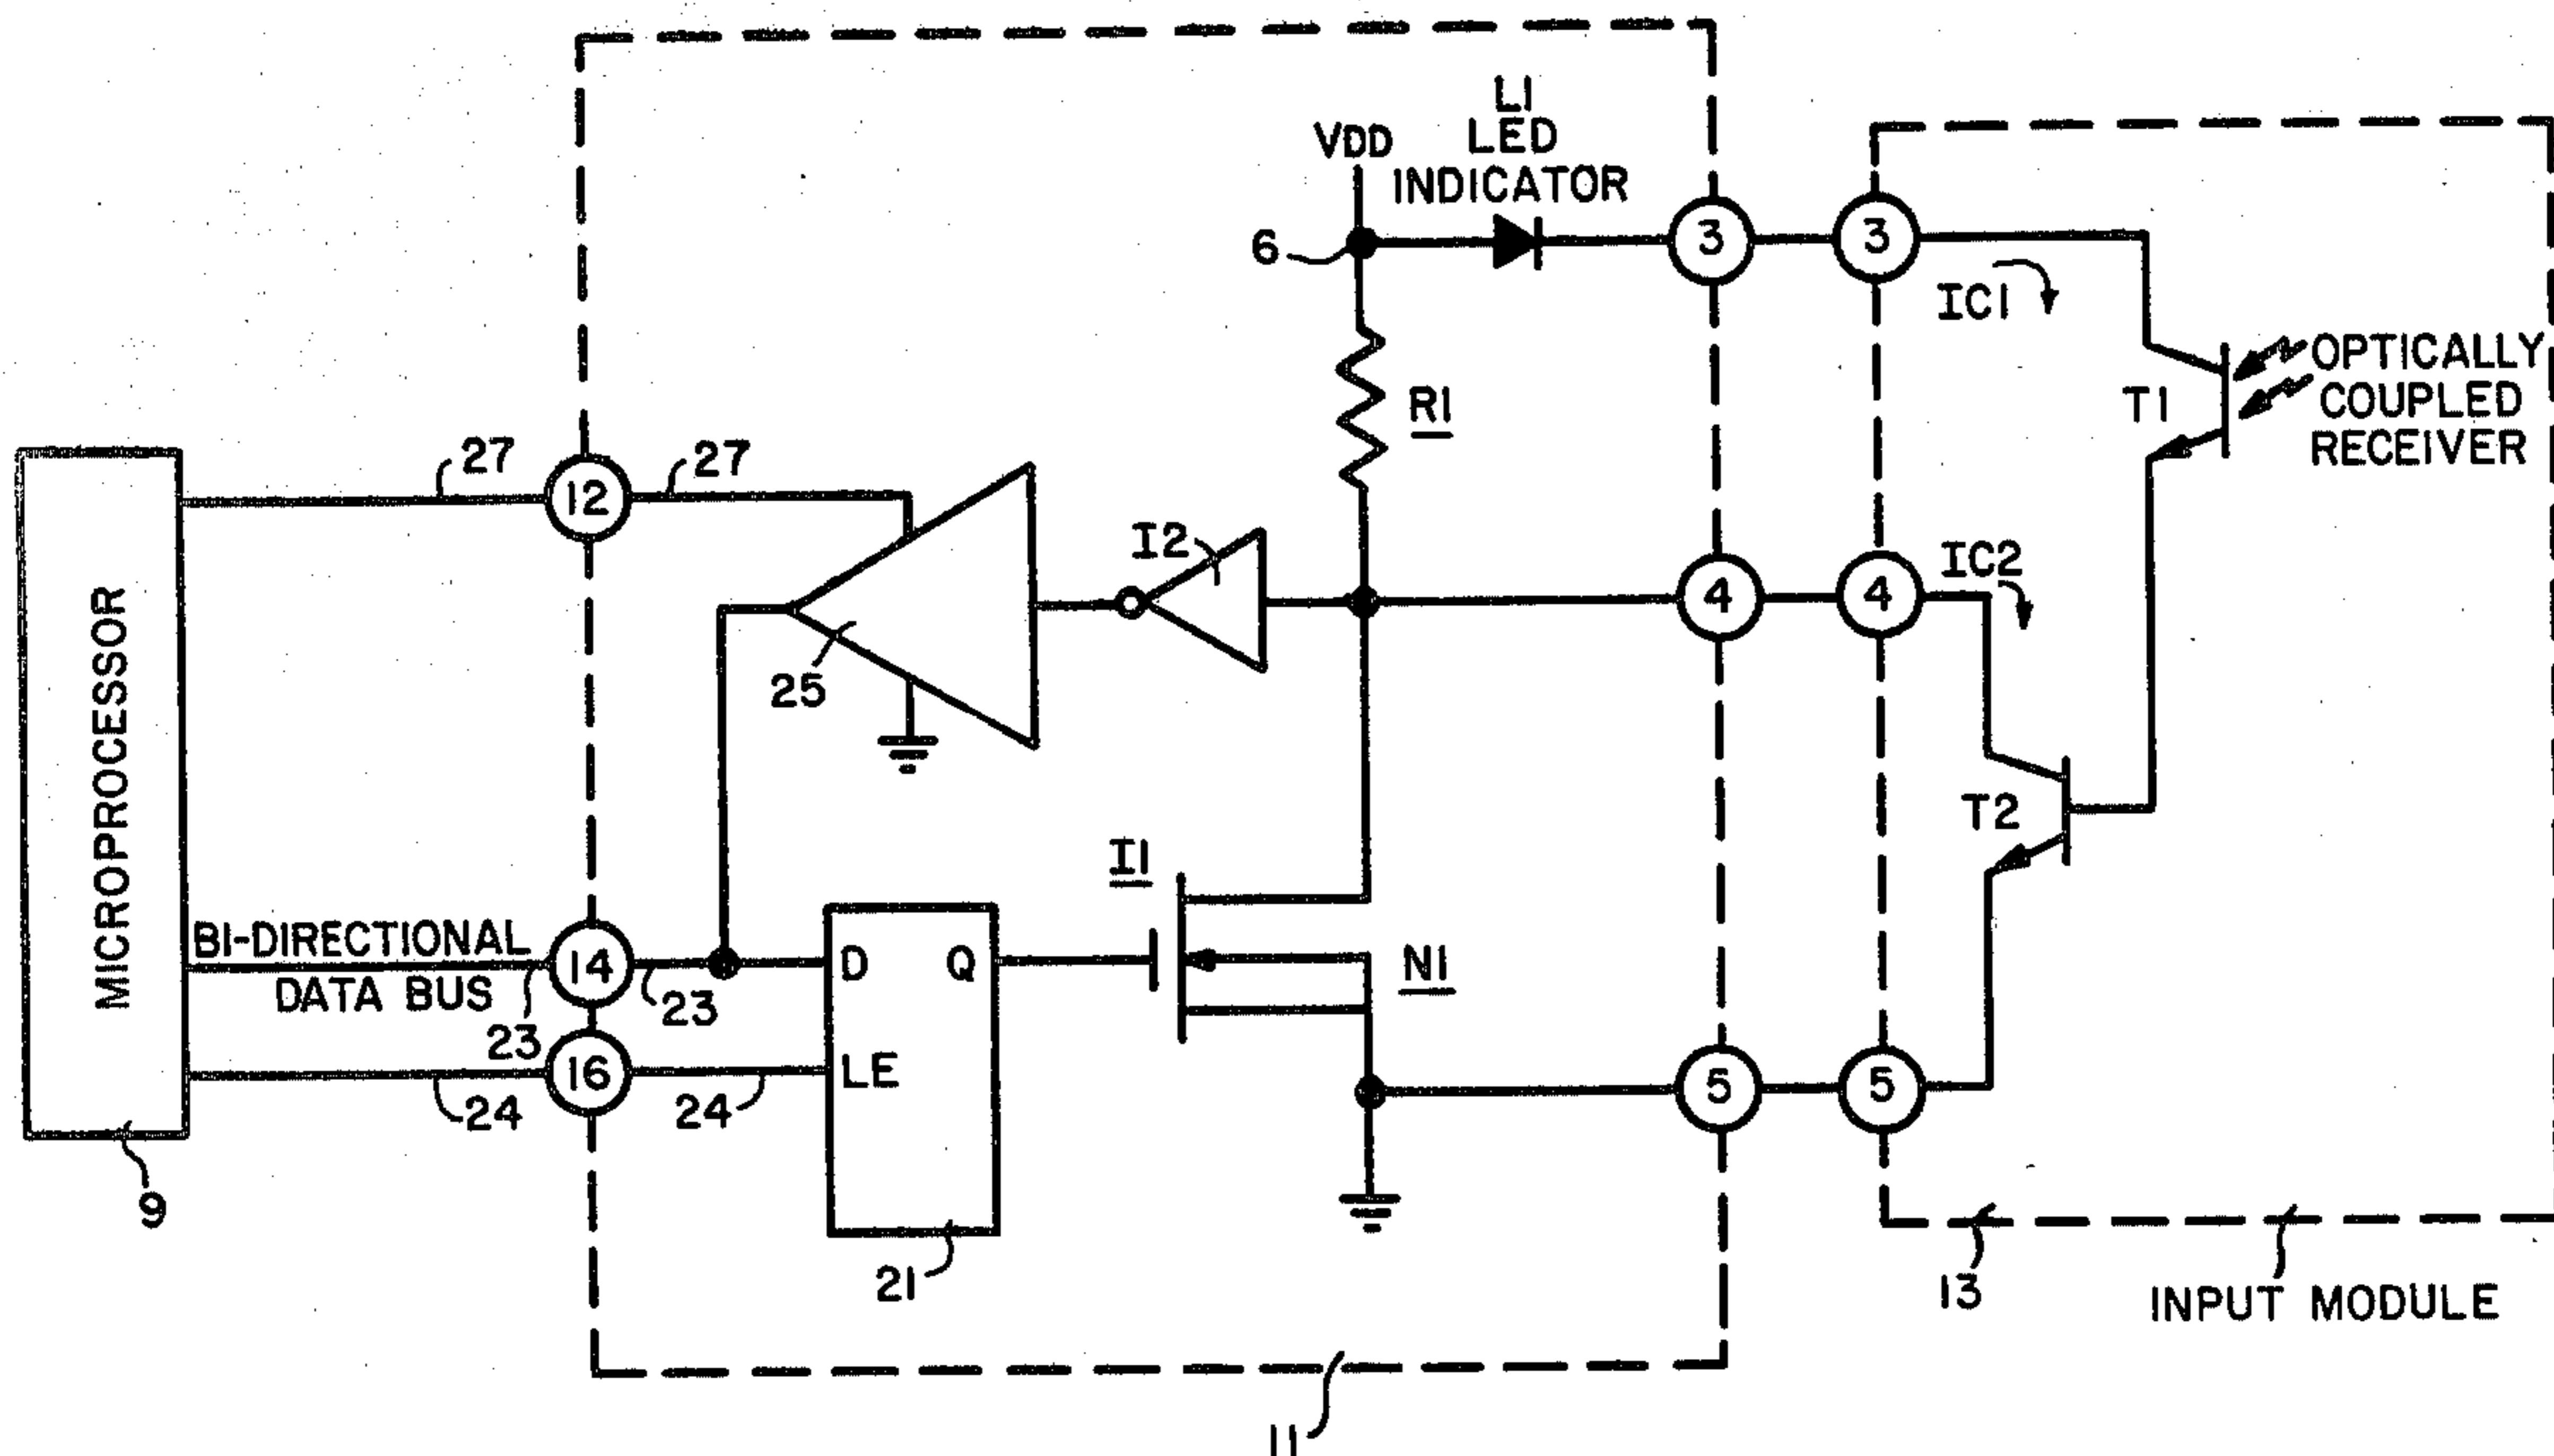 L1
LED
INDICATOR
VDD
6
3
3
IC1
R1
T1
OPTICALLY
COUPLED
RECEIVER
27
12
27
I2
4
4
IC2
25
MICROPROCESSOR
T2
I1
BI-DIRECTIONAL
DATA BUS
23
14
23
D
Q
N1
16
24
24
LE
5
5
9
21
13
INPUT MODULE
11